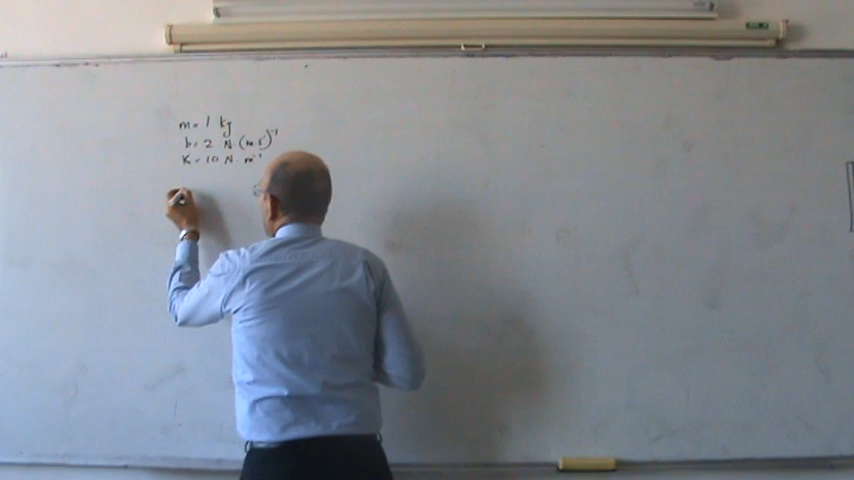 m = 1 kg
b = 2 N (m s⁻¹)⁻¹
K = 10 N. m⁻¹